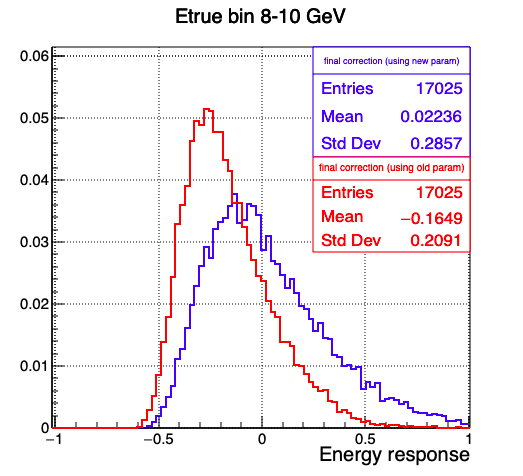 Etrue bin 8-10 GeV
0.06
0.05
0.04
0.03
0.02
0.01
0
final correction (using new param)
Entries 17025
Mean 0.02236
Std Dev 0.2857
final correction (using old param)
Entries 17025
Mean −0.1649
Std Dev 0.2091
−1 −0.5 0 0.5 1
Energy response